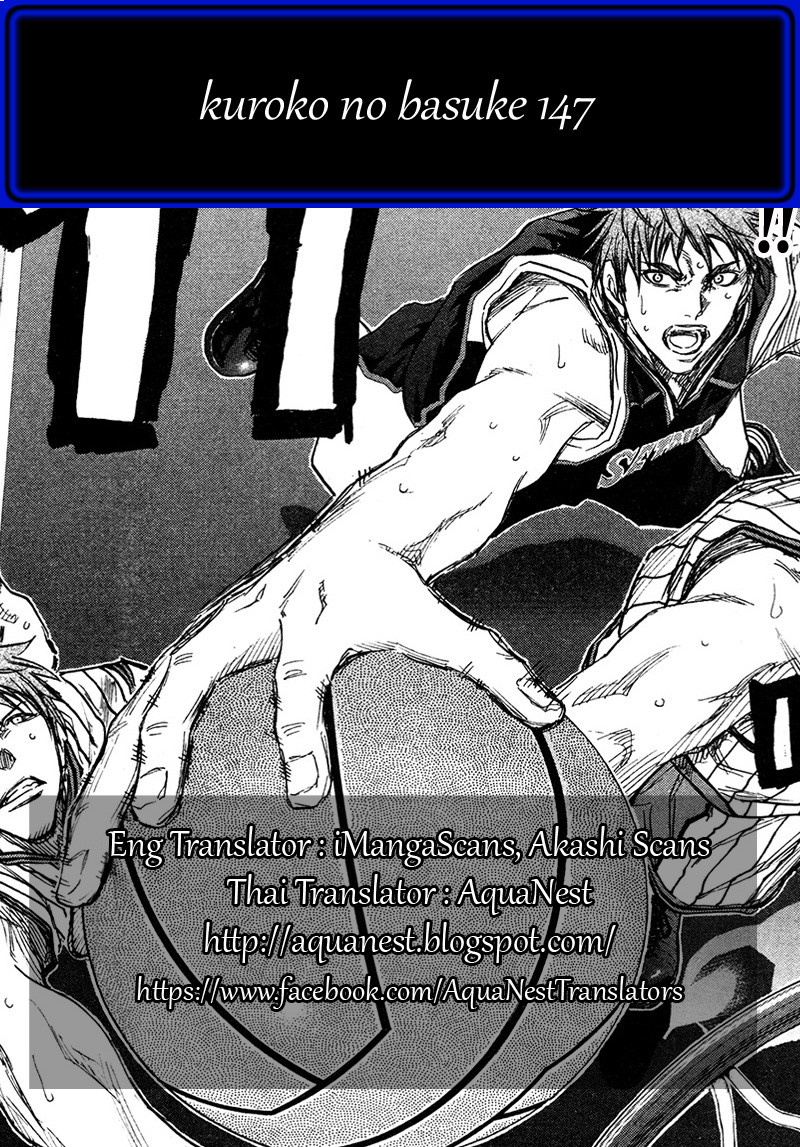 kuroko no basuke 147
!!
Eng Translator : iMangaScans, Akashi Scans
Thai Translator : AquaNest
http://aquanest.blogspot.com/
https://www.facebook.com/AquaNestTranslators